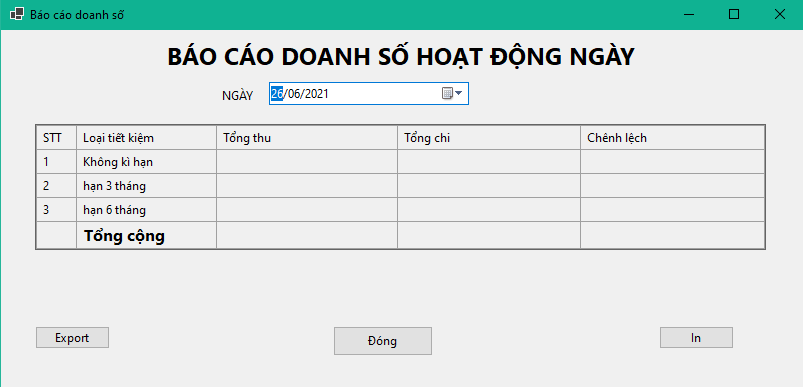 Báo cáo doanh số
BÁO CÁO DOANH SỐ HOẠT ĐỘNG NGÀY
NGÀY 26/06/2021
STT Loại tiết kiệm Tổng thu Tổng chi Chênh lệch
1 Không kì hạn
2 hạn 3 tháng
3 hạn 6 tháng
Tổng cộng
Export Đóng In